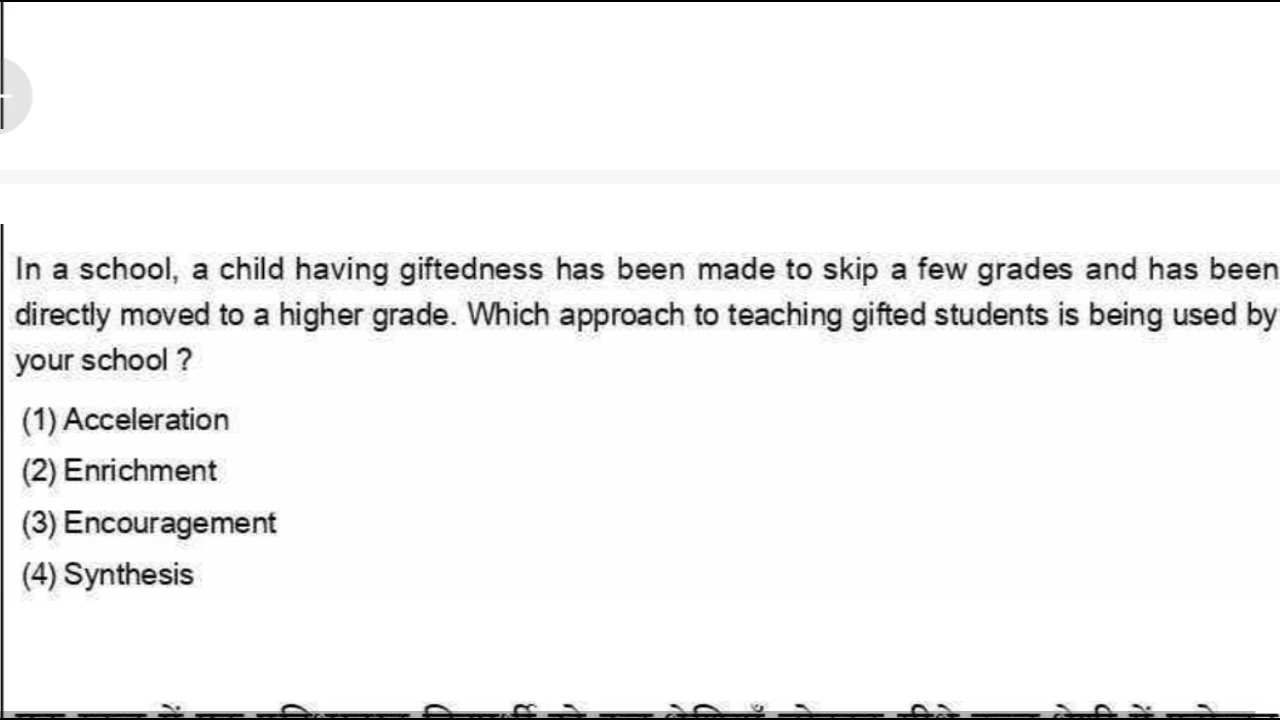 In a school, a child having giftedness has been made to skip a few grades and has been
directly moved to a higher grade. Which approach to teaching gifted students is being used by
your school ?
(1) Acceleration
(2) Enrichment
(3) Encouragement
(4) Synthesis